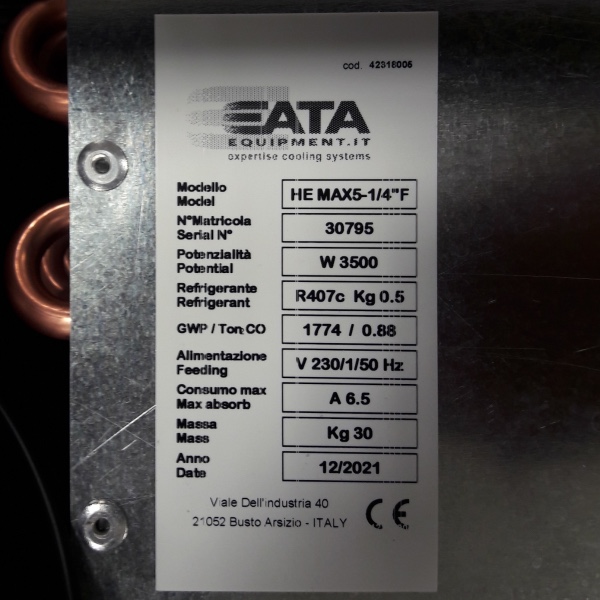 cod. 42316005
EATA
EQUIPMENT.IT
expertise cooling systems
Modello
Model
HE MAX5-1/4"F
N°Matricola
Serial N°
30795
Potenzialità
Potential
W 3500
Refrigerante
Refrigerant
R407c Kg 0.5
GWP / Ton.CO
1774 / 0.88
Alimentazione
Feeding
V 230/1/50 Hz
Consumo max
Max absorb
A 6.5
Massa
Mass
Kg 30
Anno
Date
12/2021
Viale Dell'industria 40
21052 Busto Arsizio - ITALY
CE